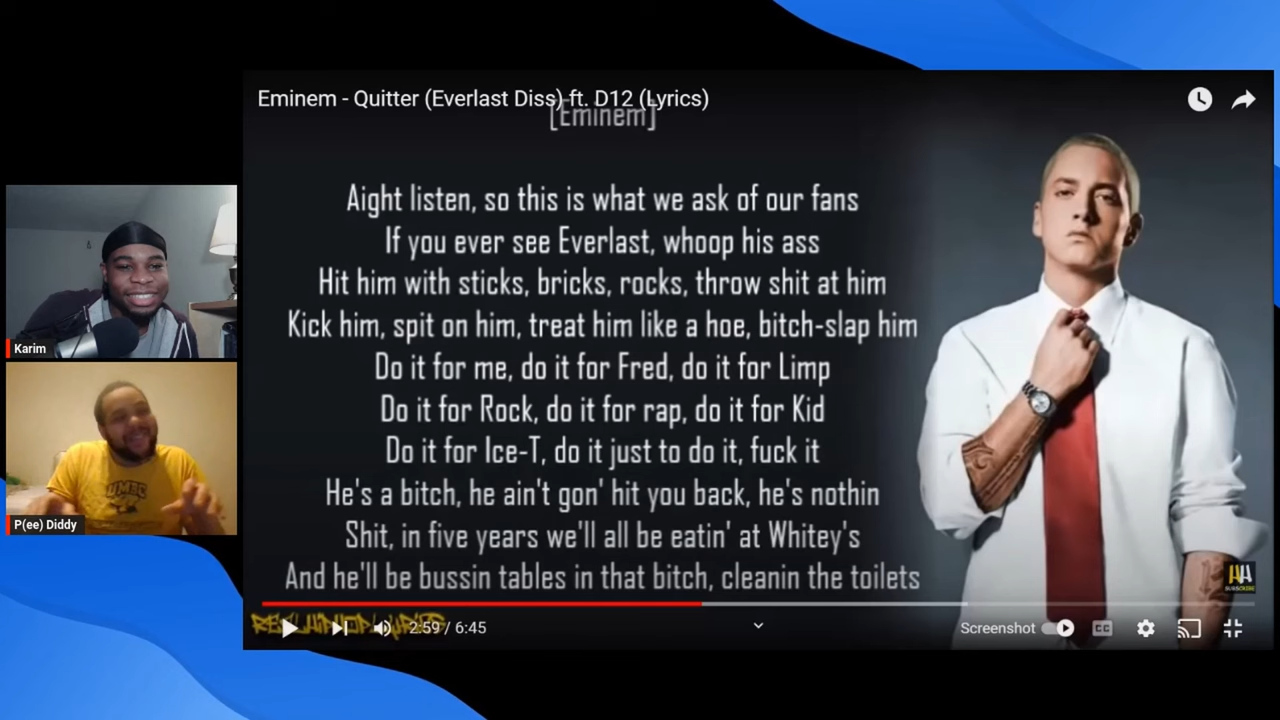 Eminem - Quitter (Everlast Diss) ft. D12 (Lyrics)
[Eminem]
Aight listen, so this is what we ask of our fans
If you ever see Everlast, whoop his ass
Hit him with sticks, bricks, rocks, throw shit at him
Kick him, spit on him, treat him like a hoe, bitch-slap him
Do it for me, do it for Fred, do it for Limp
Do it for Rock, do it for rap, do it for Kid
Do it for Ice-T, do it just to do it, fuck it
He's a bitch, he ain't gon' hit you back, he's nothin
Shit, in five years we'll all be eatin' at Whitey's
And he'll be bussin tables in that bitch, cleanin the toilets
Karim
P(ee) Diddy
UMBC
HH
SUBSCRIBE
REALHIPHOPLYRICS
2:59 / 6:45
Screenshot
CC